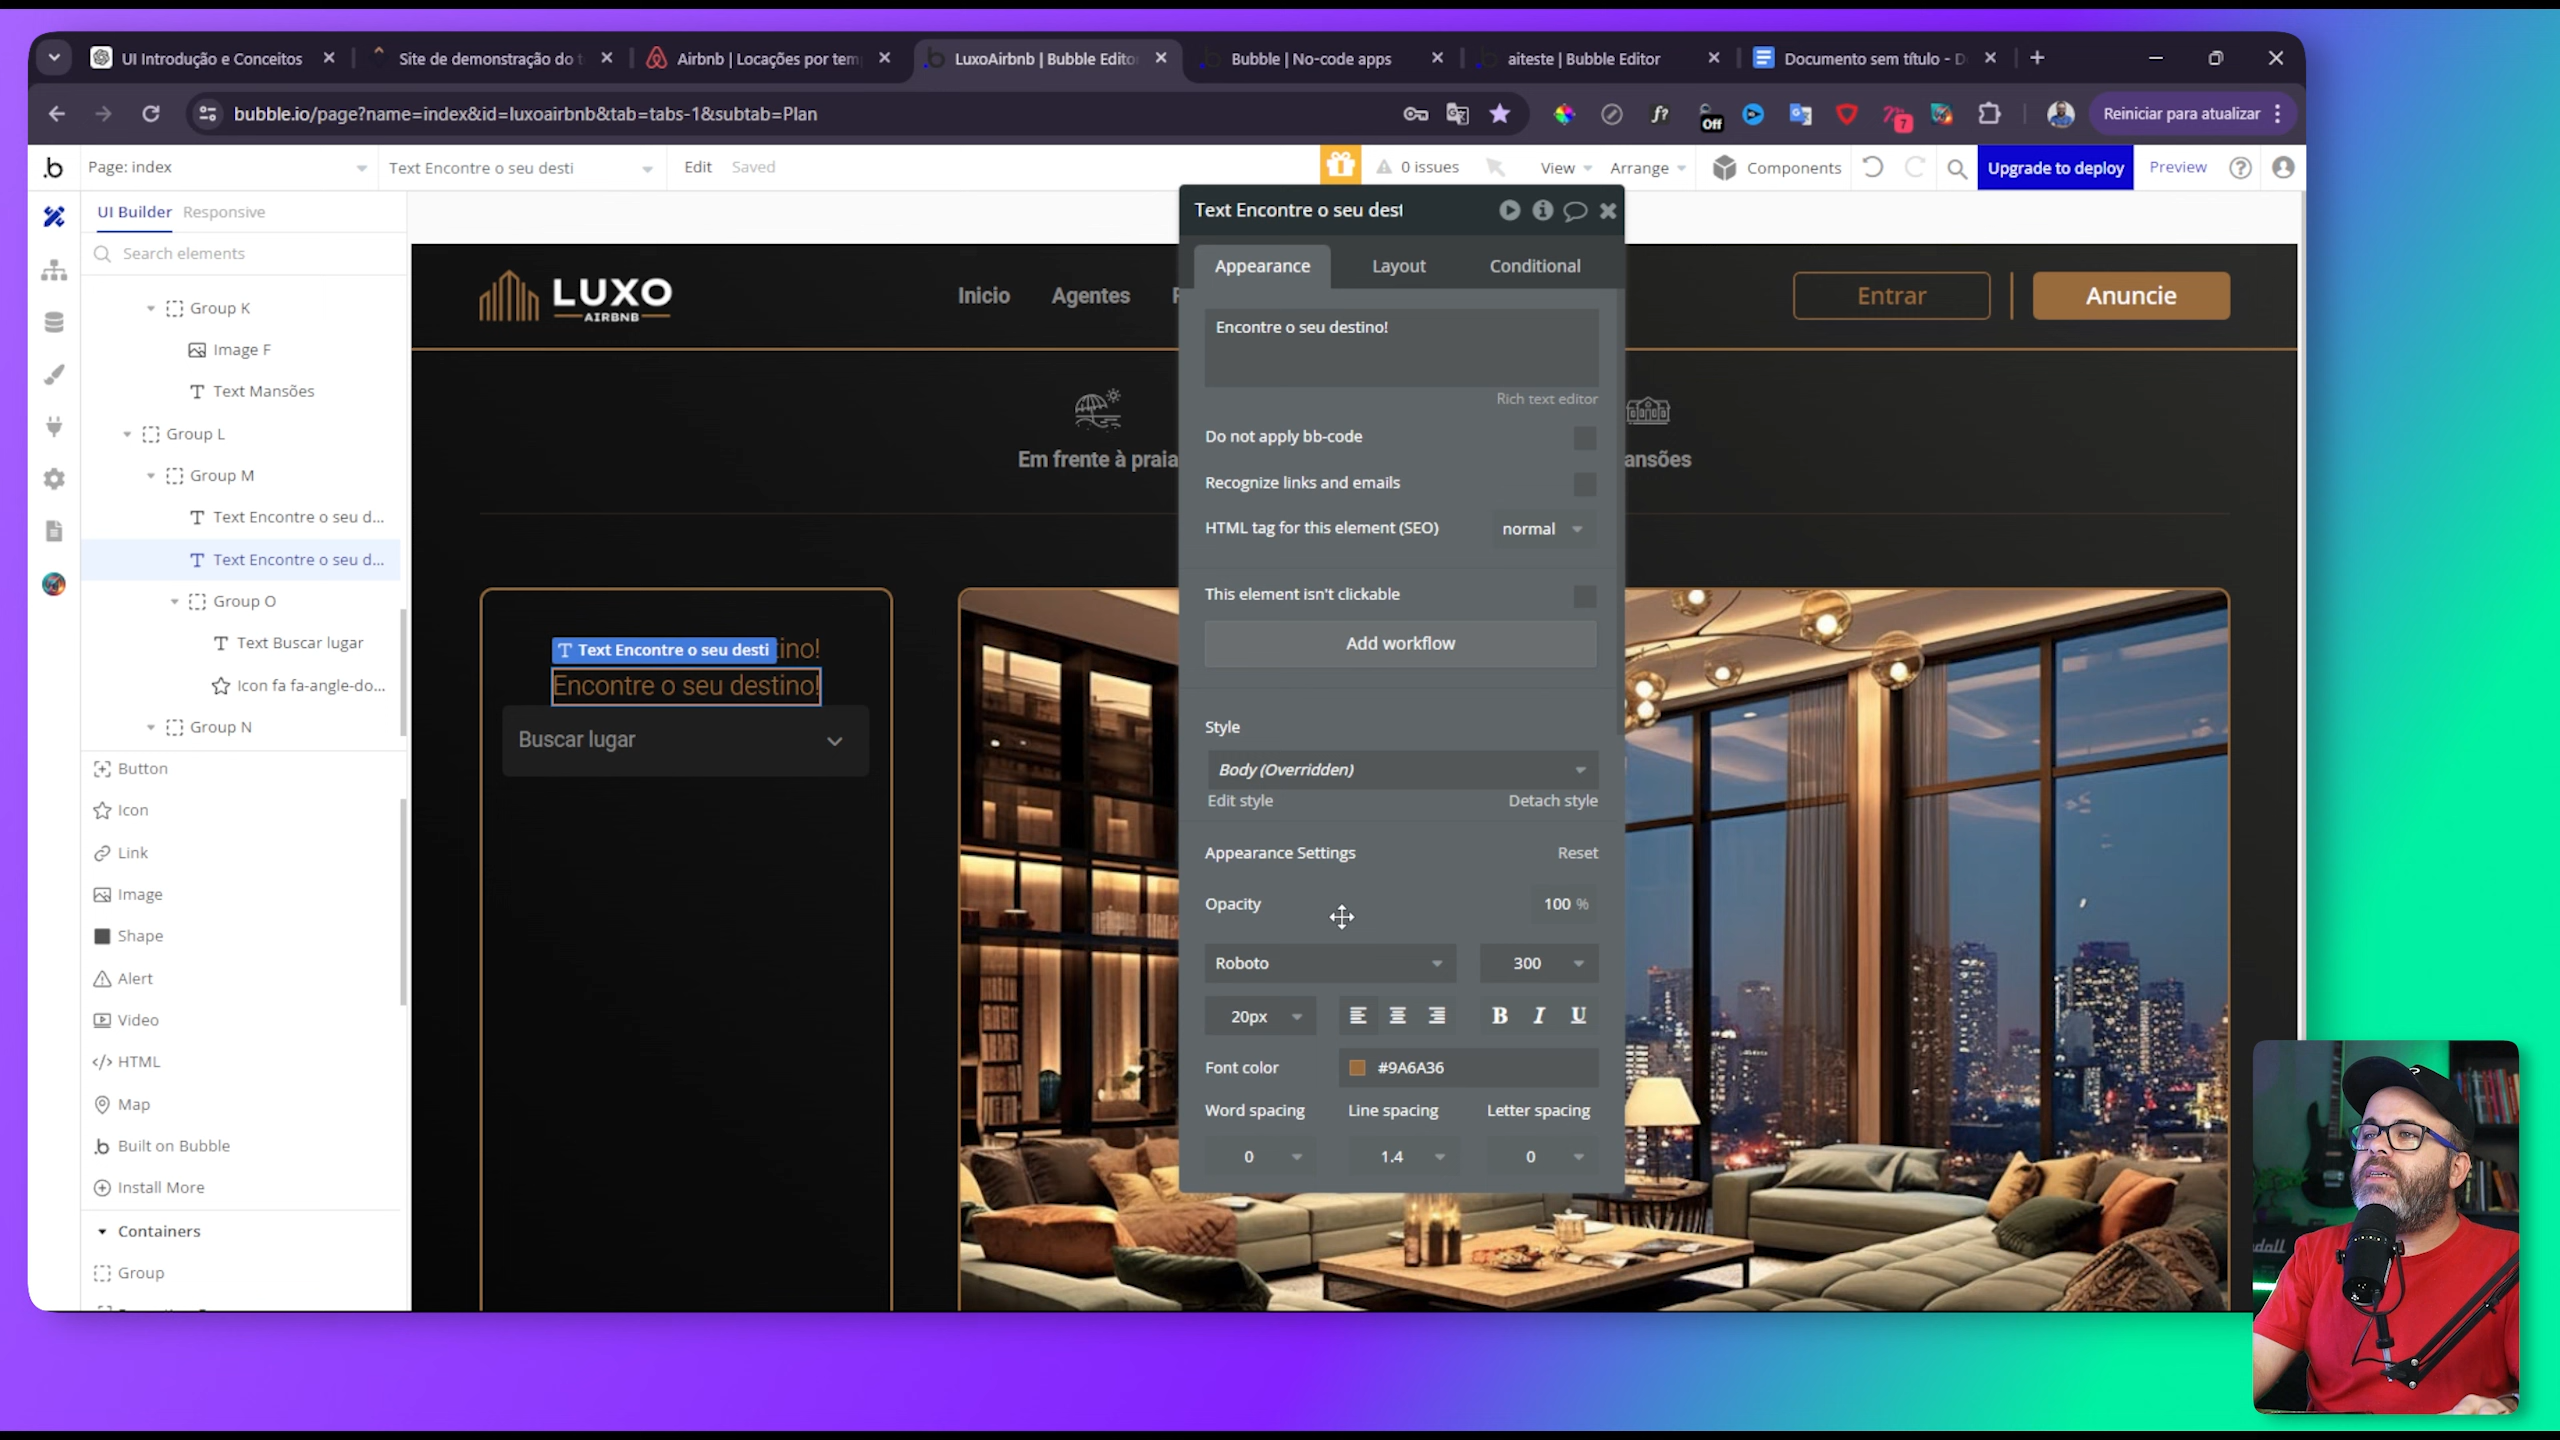 UI Introdução e Conceitos
Site de demonstração do t
Airbnb | Locações por tem
LuxoAirbnb | Bubble Edito
Bubble | No-code apps
aiteste | Bubble Editor
Documento sem título - D
bubble.io/page?name=index&id=luxoairbnb&tab=tabs-1&subtab=Plan
Off
7
Reiniciar para atualizar
.b
Page: index
Text Encontre o seu desti
Edit
Saved
0 issues
View
Arrange
Components
Upgrade to deploy
Preview
UI Builder
Responsive
Search elements
Group K
Image F
Text Mansões
Group L
Group M
Text Encontre o seu d...
Text Encontre o seu d...
Group O
Text Buscar lugar
Icon fa fa-angle-do...
Group N
Button
Icon
Link
Image
Shape
Alert
Video
</> HTML
Map
Built on Bubble
Install More
Containers
Group
LUXO
AIRBNB
Inicio
Agentes
Entrar
Anuncie
Em frente à praia
ansões
Text Encontre o seu desti
ino!
Encontre o seu destino!
Buscar lugar
Text Encontre o seu dest
Appearance
Layout
Conditional
Encontre o seu destino!
Rich text editor
Do not apply bb-code
Recognize links and emails
HTML tag for this element (SEO)
normal
This element isn't clickable
Add workflow
Style
Body (Overridden)
Edit style
Detach style
Appearance Settings
Reset
Opacity
100 %
Roboto
300
20px
B I U
Font color
#9A6A36
Word spacing
Line spacing
Letter spacing
0
1.4
0